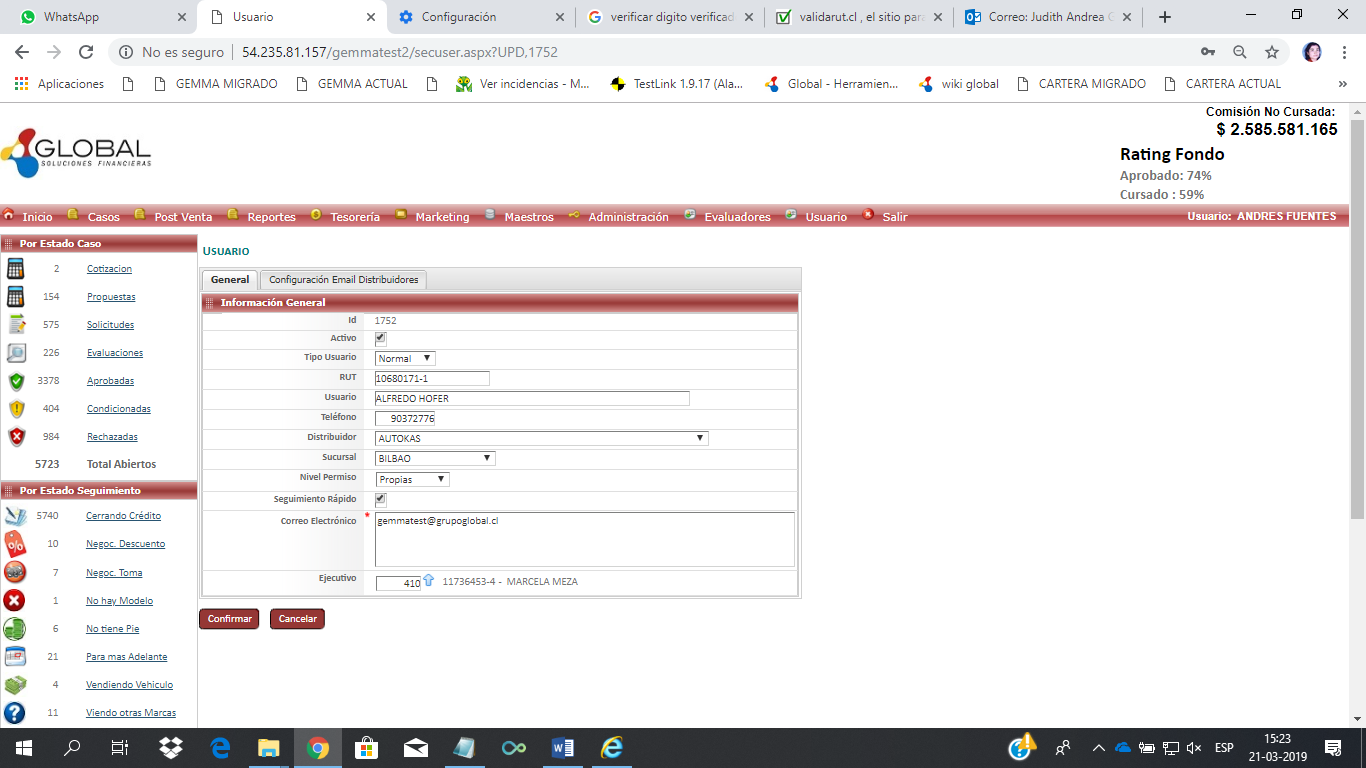 WhatsApp
Usuario
Configuración
verificar digito verificad
validarut.cl , el sitio para
Correo: Judith Andrea G
No es seguro | 54.235.81.157/gemmatest2/secuser.aspx?UPD,1752
Aplicaciones
GEMMA MIGRADO
GEMMA ACTUAL
Ver incidencias - M...
TestLink 1.9.17 (Ala...
Global - Herramien...
wiki global
CARTERA MIGRADO
CARTERA ACTUAL
»
Comisión No Cursada:
$ 2.585.581.165
GLOBAL
SOLUCIONES FINANCIERAS
Rating Fondo
Aprobado: 74%
Cursado : 59%
Inicio Casos Post Venta Reportes Tesorería Marketing Maestros Administración Evaluadores Usuario Salir Usuario: ANDRES FUENTES
Por Estado Caso
2 Cotizacion
154 Propuestas
575 Solicitudes
226 Evaluaciones
3378 Aprobadas
404 Condicionadas
984 Rechazadas
5723 Total Abiertos
Por Estado Seguimiento
5740 Cerrando Crédito
10 Negoc. Descuento
7 Negoc. Toma
1 No hay Modelo
6 No tiene Pie
21 Para mas Adelante
4 Vendiendo Vehiculo
11 Viendo otras Marcas
USUARIO
General Configuración Email Distribuidores
Información General
Id 1752
Activo
Tipo Usuario Normal
RUT 10680171-1
Usuario ALFREDO HOFER
Teléfono 90372776
Distribuidor AUTOKAS
Sucursal BILBAO
Nivel Permiso Propias
Seguimiento Rápido
Correo Electrónico * gemmatest@grupoglobal.cl
Ejecutivo 410 11736453-4 - MARCELA MEZA
Confirmar Cancelar
ESP
15:23
21-03-2019